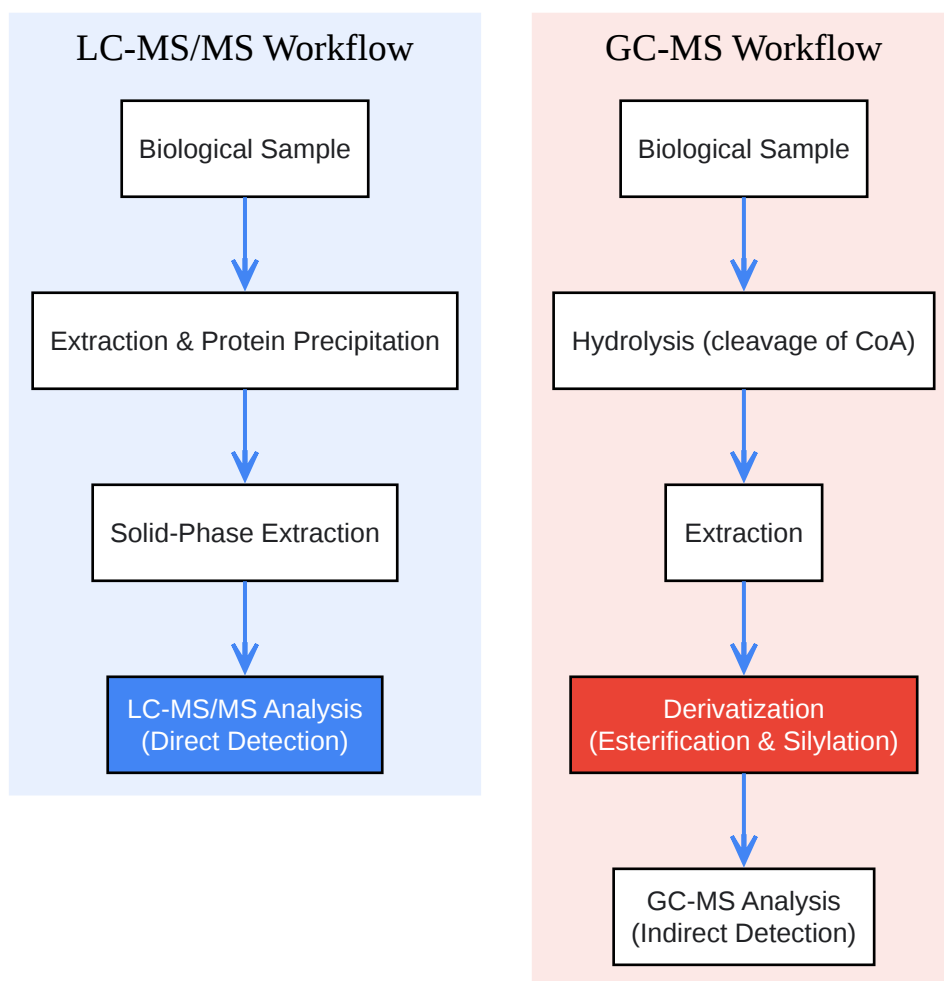 LC-MS/MS Workflow
Biological Sample
Extraction & Protein Precipitation
Solid-Phase Extraction
LC-MS/MS Analysis
(Direct Detection)
GC-MS Workflow
Biological Sample
Hydrolysis (cleavage of CoA)
Extraction
Derivatization
(Esterification & Silylation)
GC-MS Analysis
(Indirect Detection)